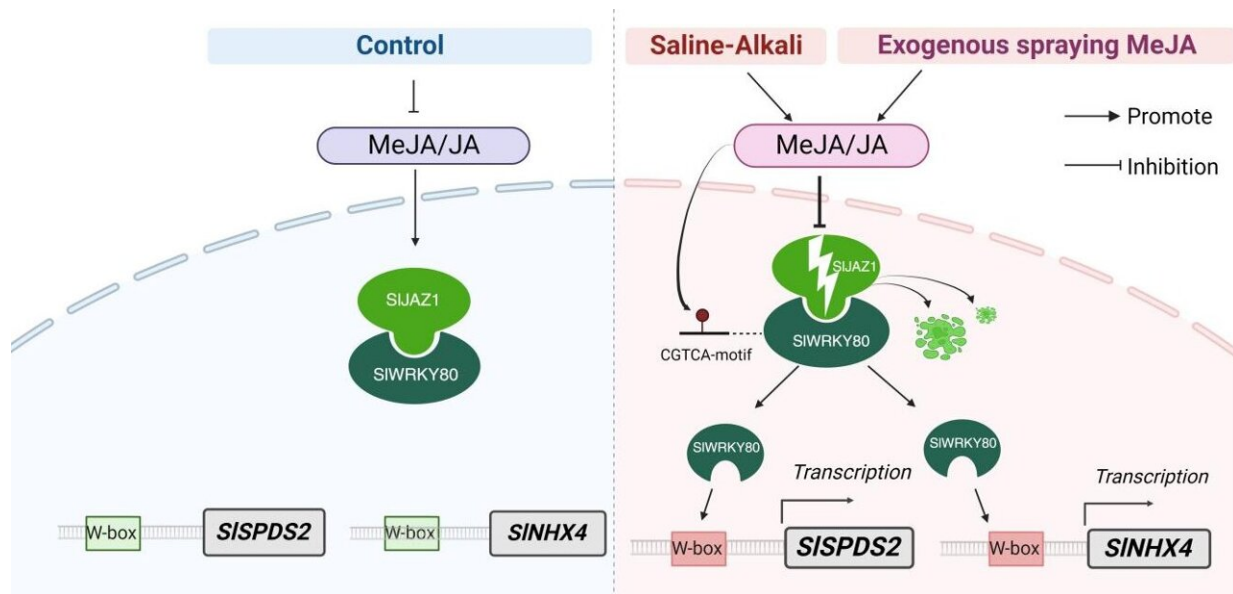 Control
MeJA/JA
SlJAZ1
SlWRKY80
W-box
SlSPDS2
W-box
SlNHX4
Saline-Alkali
Exogenous spraying MeJA
MeJA/JA
Promote
Inhibition
SlJAZ1
SlWRKY80
CGTCA-motif
SlWRKY80
Transcription
SlWRKY80
Transcription
W-box
SlSPDS2
W-box
SlNHX4